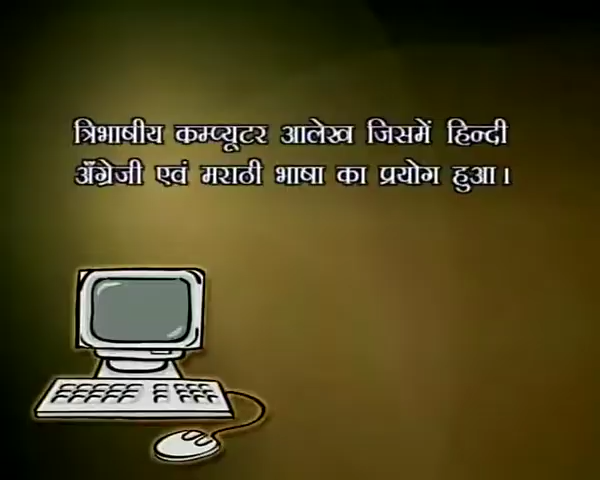 त्रिभाषीय कम्प्यूटर आलेख जिसमें हिन्दी
अँग्रेजी एवं मराठी भाषा का प्रयोग हुआ।